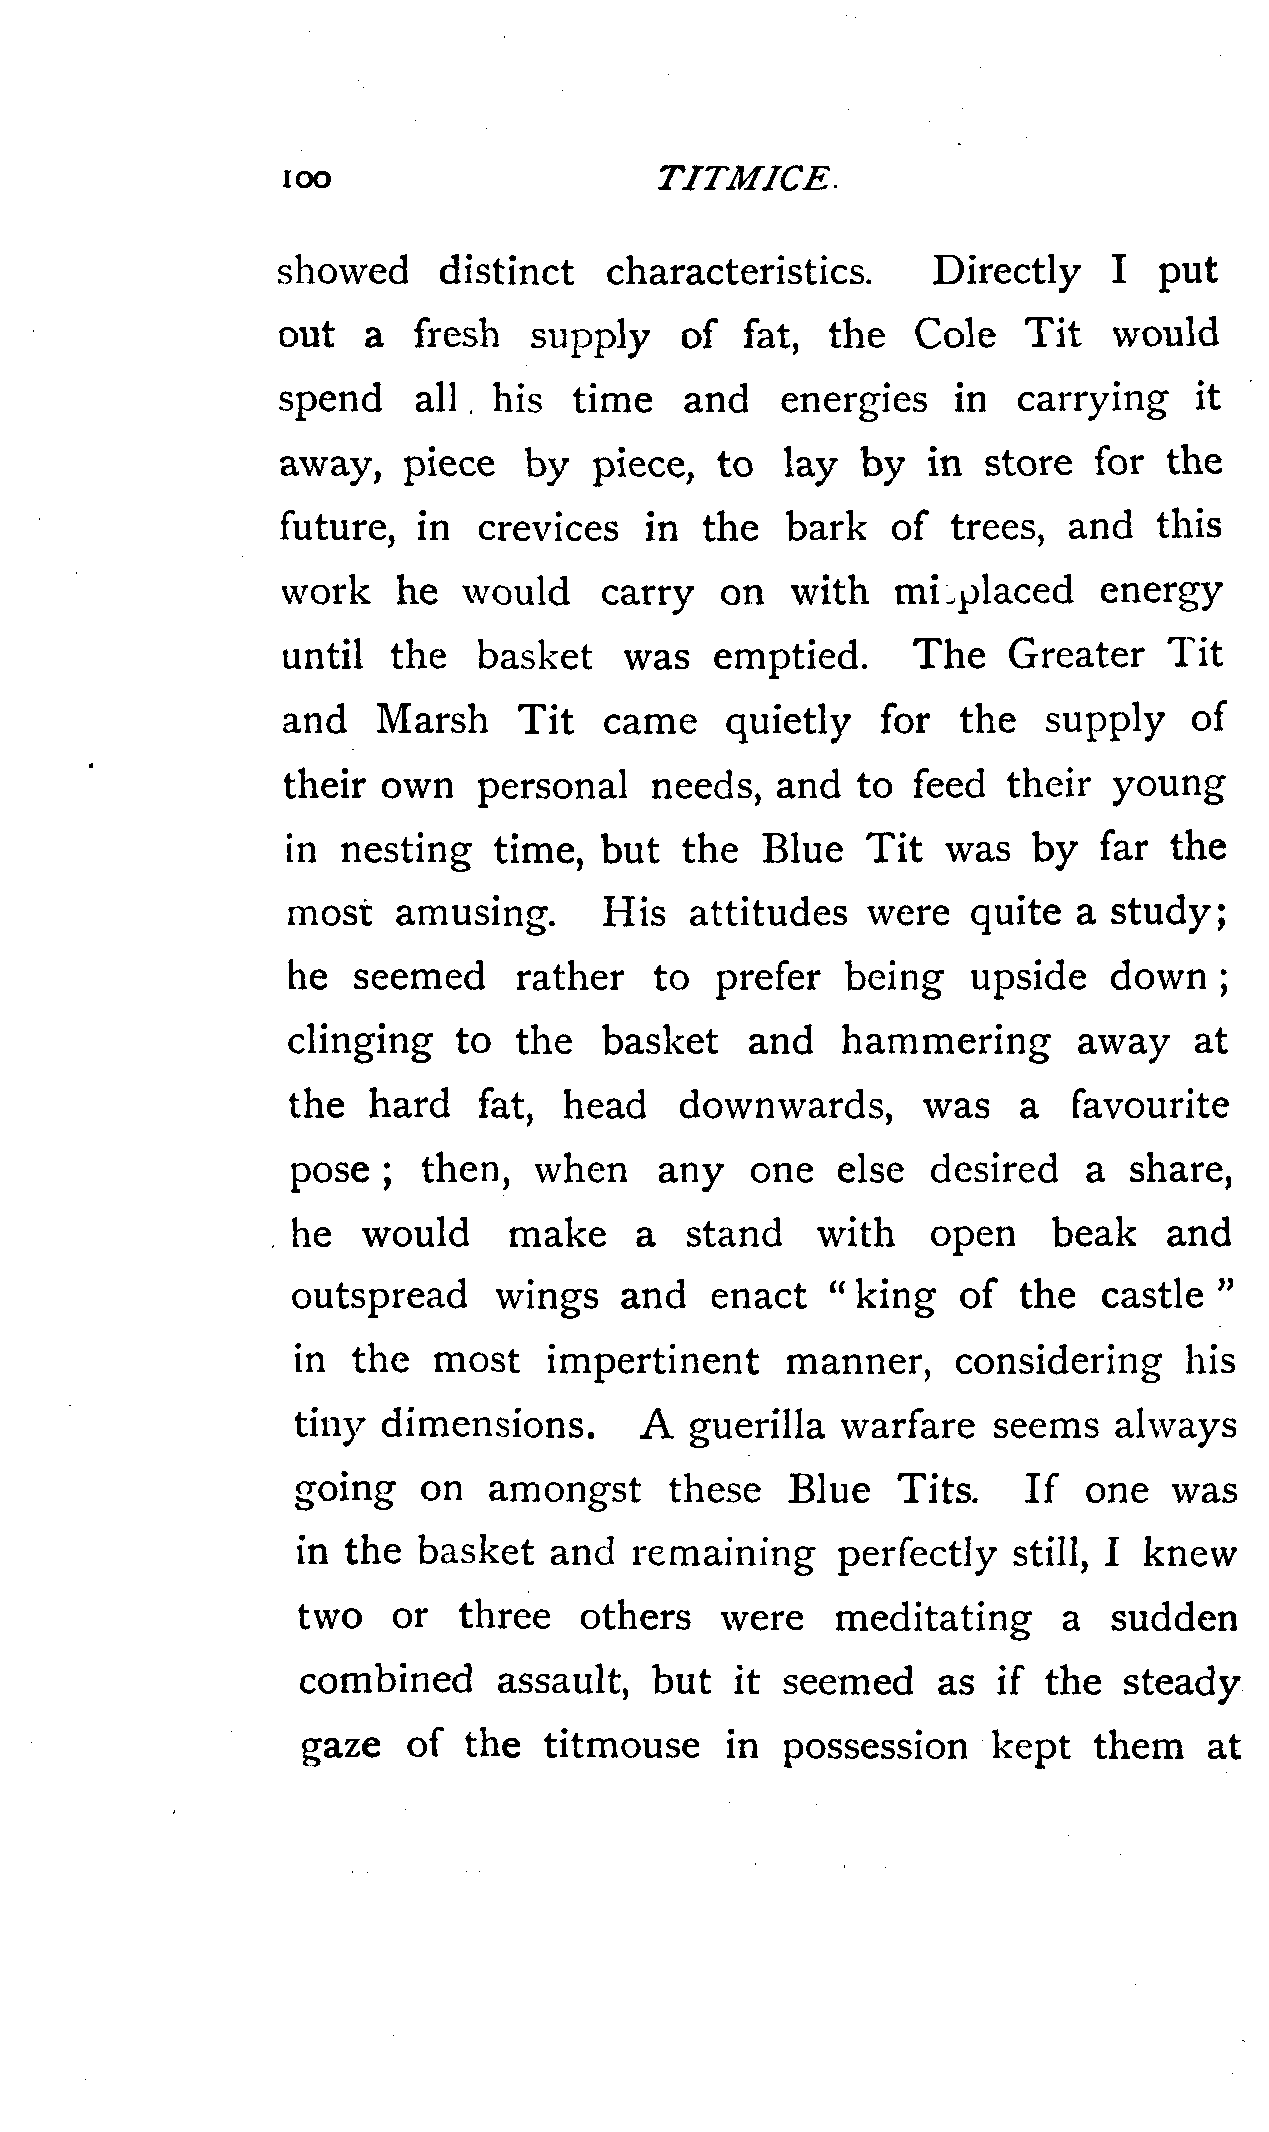 100 TITMICE.
showed distinct characteristics. Directly I put
out a fresh supply of fat, the Cole Tit would
spend all his time and energies in carrying it
away, piece by piece, to lay by in store for the
future, in crevices in the bark of trees, and this
work he would carry on with misplaced energy
until the basket was emptied. The Greater Tit
and Marsh Tit came quietly for the supply of
their own personal needs, and to feed their young
in nesting time, but the Blue Tit was by far the
most amusing. His attitudes were quite a study;
he seemed rather to prefer being upside down ;
clinging to the basket and hammering away at
the hard fat, head downwards, was a favourite
pose ; then, when any one else desired a share,
he would make a stand with open beak and
outspread wings and enact “ king of the castle ”
in the most impertinent manner, considering his
tiny dimensions. A guerilla warfare seems always
going on amongst these Blue Tits. If one was
in the basket and remaining perfectly still, I knew
two or three others were meditating a sudden
combined assault, but it seemed as if the steady
gaze of the titmouse in possession kept them at